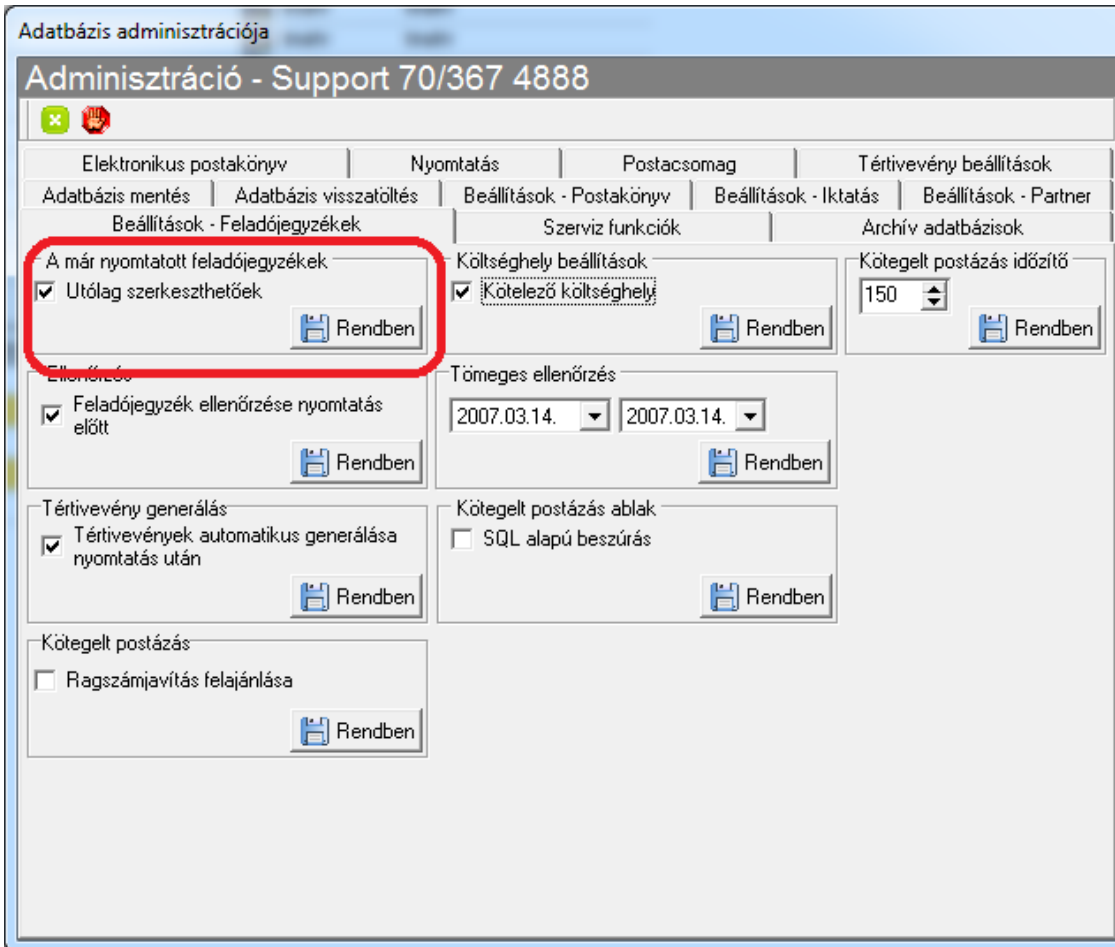 Adatbázis adminisztrációja
Adminisztráció - Support 70/367 4888
Elektronikus postakönyv Nyomtatás Postacsomag Tértivevény beállítások
Adatbázis mentés Adatbázis visszatöltés Beállítások - Postakönyv Beállítások - Iktatás Beállítások - Partner
Beállítások - Feladójegyzékek Szerviz funkciók Archív adatbázisok
A már nyomtatott feladójegyzékek
Utólag szerkeszthetőek
Rendben
Költséghely beállítások
Kötelező költséghely
Rendben
Kötegelt postázás időzítő
150
Rendben
Ellenőrzés
Feladójegyzék ellenőrzése nyomtatás
előtt
Rendben
Tömeges ellenőrzés
2007.03.14. 2007.03.14.
Rendben
Tértivevény generálás
Tértivevények automatikus generálása
nyomtatás után
Rendben
Kötegelt postázás ablak
SQL alapú beszúrás
Rendben
Kötegelt postázás
Ragszámjavítás felajánlása
Rendben